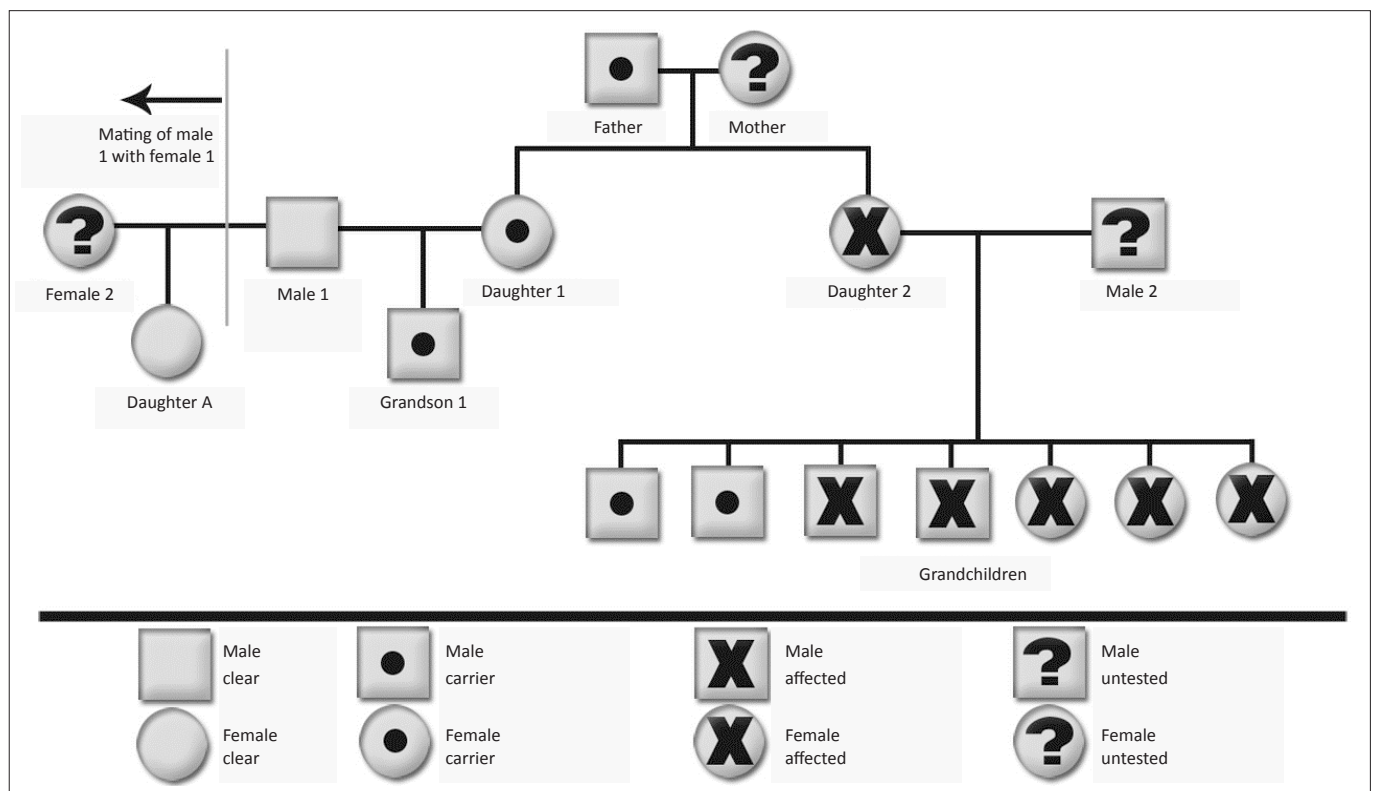 Father
Mother
Mating of male
1 with female 1
?
?
Female 2
Male 1
Daughter 1
X
Daughter 2
?
Male 2
Daughter A
Grandson 1
X
X
X
X
X
Grandchildren
Male
clear
Male
carrier
X
Male
affected
?
Male
untested
Female
clear
Female
carrier
X
Female
affected
?
Female
untested